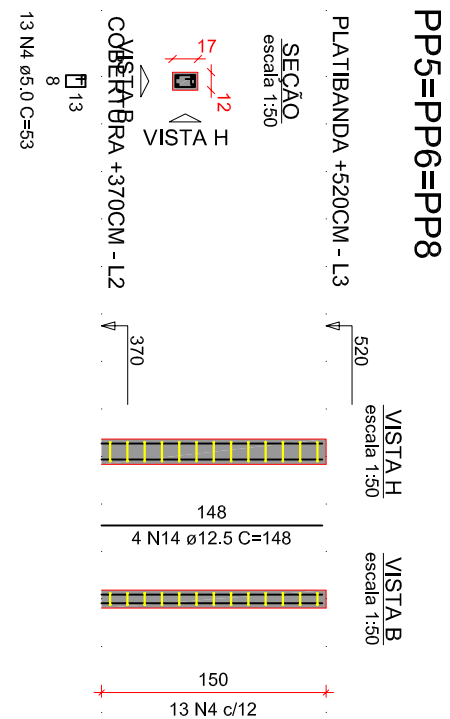 PP5=PP6=PP8
PLATIBANDA +520CM - L3
520
SEÇÃO
escala 1:50
17
12
VISTA H
VISTA B
COBERTURA +370CM - L2
370
13
8
13 N4 ø5.0 C=53
VISTA H
escala 1:50
148
4 N14 ø12.5 C=148
VISTA B
escala 1:50
150
13 N4 c/12